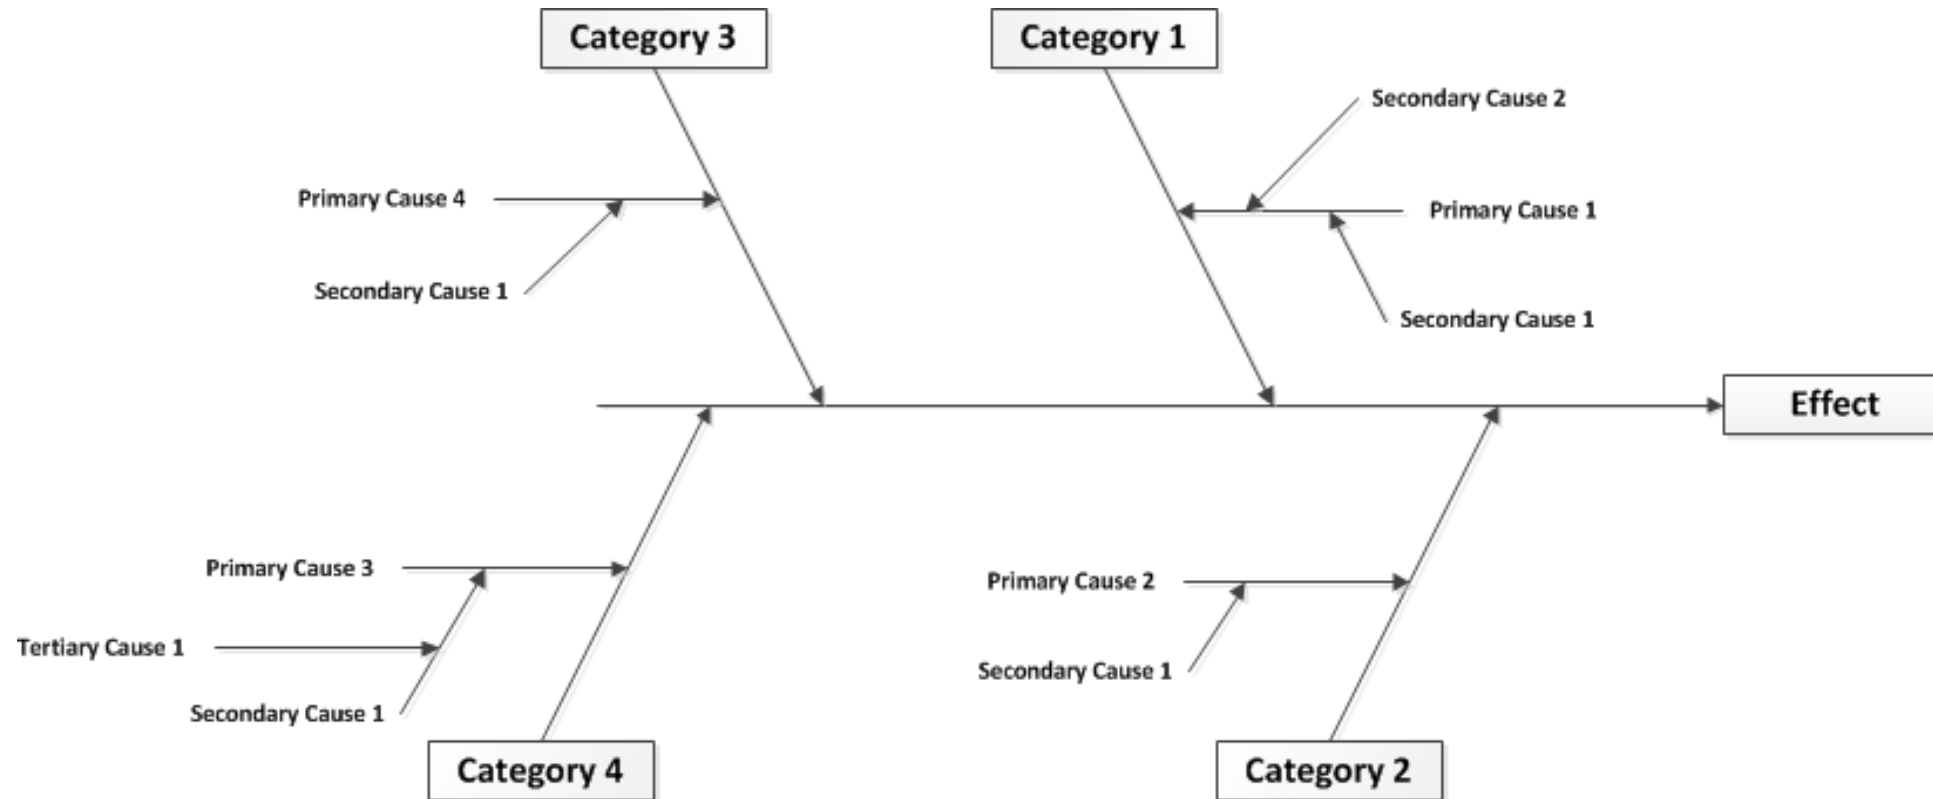 Category 3
Category 1
Secondary Cause 2
Primary Cause 4
Primary Cause 1
Secondary Cause 1
Secondary Cause 1
Effect
Primary Cause 3
Primary Cause 2
Tertiary Cause 1
Secondary Cause 1
Secondary Cause 1
Category 4
Category 2